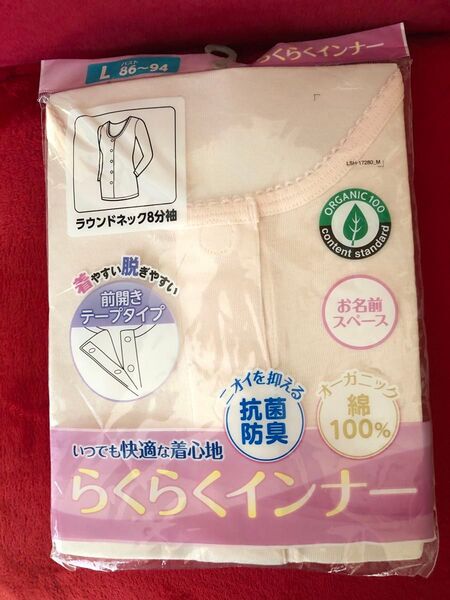 L
バスト
86～94
らくらくインナー
LSH-17280_M
ラウンドネック8分袖
ORGANIC 100
content standard
着やすい脱ぎやすい
前開き
テープタイプ
お名前
スペース
ニオイを抑える
抗菌
防臭
オーガニック
綿
100%
いつでも快適な着心地
らくらくインナー